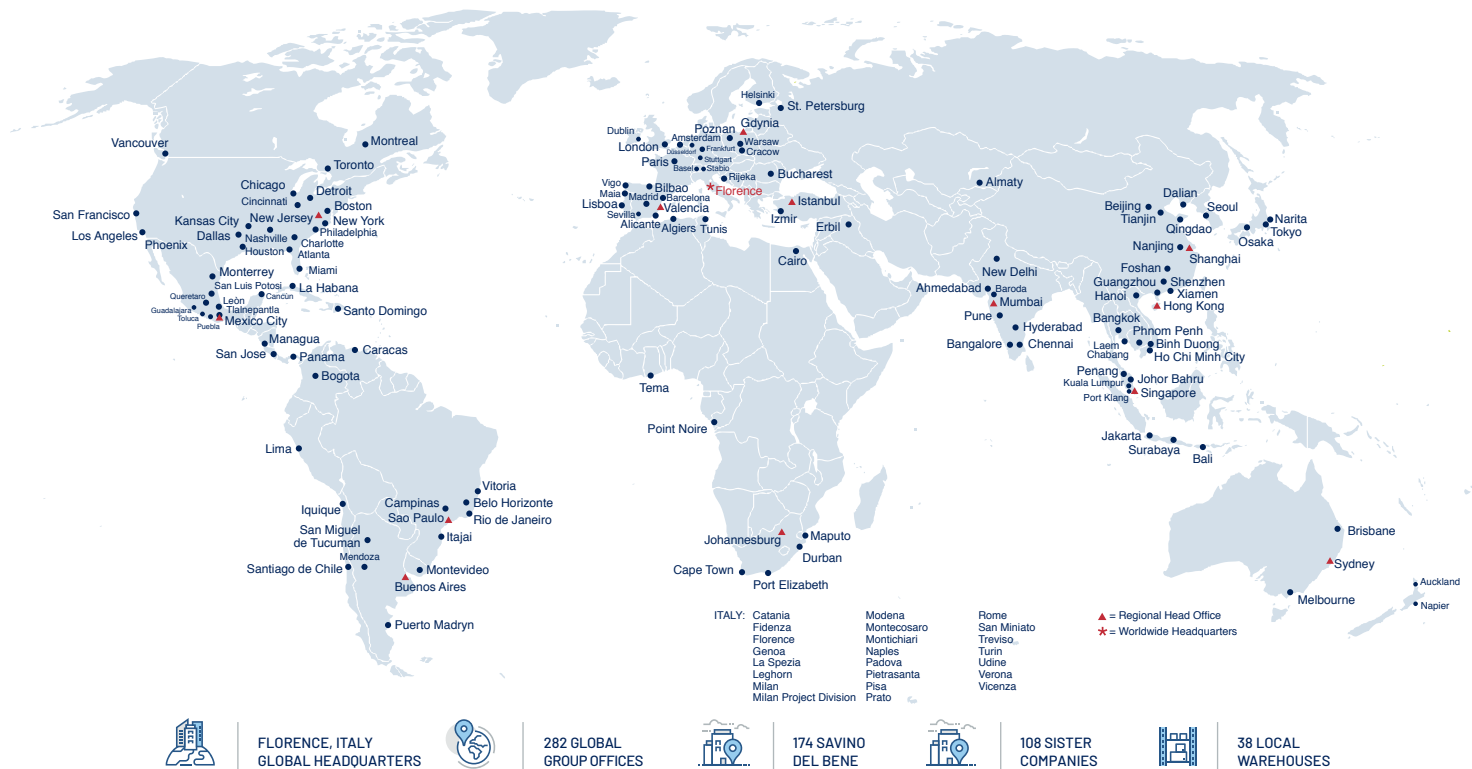 Helsinki
St. Petersburg
Gdynia
Poznan
Dublin
Amsterdam
Warsaw
London
Düsseldorf
Frankfurt
Cracow
Stuttgart
Paris
Basel
Stabio
Bucharest
Rijeka
Vigo
Bilbao
Florence
Maia
Madrid
Barcelona
Istanbul
Lisboa
Valencia
Sevilla
Izmir
Alicante
Algiers
Tunis
Erbil
Cairo
Vancouver
Montreal
Toronto
Chicago
Detroit
Cincinnati
Boston
San Francisco
Kansas City
New Jersey
New York
Philadelphia
Los Angeles
Phoenix
Dallas
Nashville
Charlotte
Houston
Atlanta
Monterrey
Miami
San Luis Potosi
La Habana
Queretaro
Leòn
Cancùn
Guadalajara
Tlalnepantla
Santo Domingo
Toluca
Mexico City
Puebla
Managua
San Jose
Panama
Caracas
Bogota
Tema
Point Noire
Lima
Vitoria
Iquique
Campinas
Belo Horizonte
Sao Paulo
Rio de Janeiro
San Miguel
de Tucuman
Itajai
Mendoza
Santiago de Chile
Montevideo
Buenos Aires
Puerto Madryn
Johannesburg
Maputo
Durban
Cape Town
Port Elizabeth
Almaty
Dalian
Beijing
Seoul
Tianjin
Narita
Qingdao
Tokyo
Osaka
Nanjing
Shanghai
New Delhi
Foshan
Ahmedabad
Baroda
Guangzhou
Shenzhen
Mumbai
Hanoi
Xiamen
Hong Kong
Pune
Bangkok
Hyderabad
Phnom Penh
Bangalore
Chennai
Laem
Chabang
Binh Duong
Ho Chi Minh City
Penang
Kuala Lumpur
Johor Bahru
Port Klang
Singapore
Jakarta
Surabaya
Bali
Brisbane
Sydney
Melbourne
Auckland
Napier
ITALY:
Catania
Fidenza
Florence
Genoa
La Spezia
Leghorn
Milan
Milan Project Division
Modena
Montecosaro
Montichiari
Naples
Padova
Pietrasanta
Pisa
Prato
Rome
San Miniato
Treviso
Turin
Udine
Verona
Vicenza
= Regional Head Office
= Worldwide Headquarters
FLORENCE, ITALY
GLOBAL HEADQUARTERS
282 GLOBAL
GROUP OFFICES
174 SAVINO
DEL BENE
108 SISTER
COMPANIES
38 LOCAL
WAREHOUSES